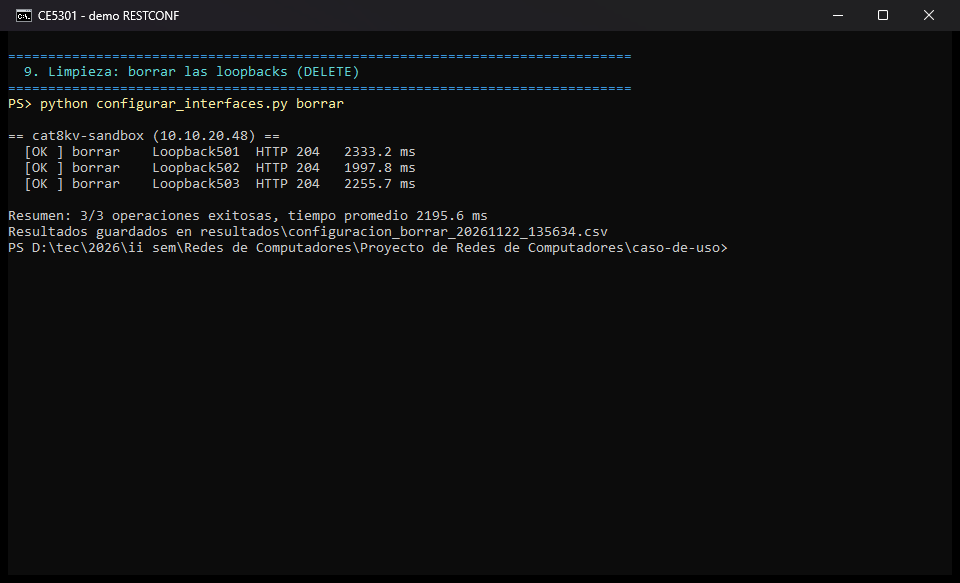 CE5301 - demo RESTCONF
==============================================================================
9. Limpieza: borrar las loopbacks (DELETE)
==============================================================================
PS> python configurar_interfaces.py borrar
== cat8kv-sandbox (10.10.20.48) ==
[OK ] borrar    Loopback501  HTTP 204   2333.2 ms
[OK ] borrar    Loopback502  HTTP 204   1997.8 ms
[OK ] borrar    Loopback503  HTTP 204   2255.7 ms
Resumen: 3/3 operaciones exitosas, tiempo promedio 2195.6 ms
Resultados guardados en resultados\configuracion_borrar_20261122_135634.csv
PS D:\tec\2026\ii sem\Redes de Computadores\Proyecto de Redes de Computadores\caso-de-uso>